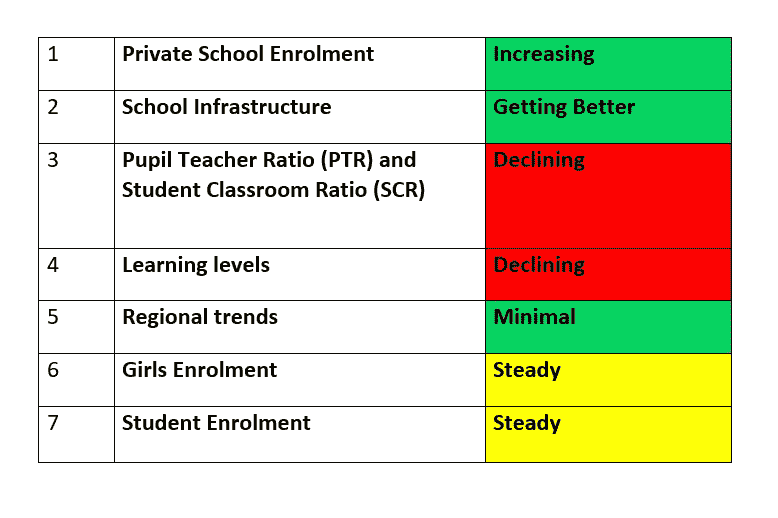 1 Private School Enrolment Increasing
2 School Infrastructure Getting Better
3 Pupil Teacher Ratio (PTR) and Declining
Student Classroom Ratio (SCR)
4 Learning levels Declining
5 Regional trends Minimal
6 Girls Enrolment Steady
7 Student Enrolment Steady